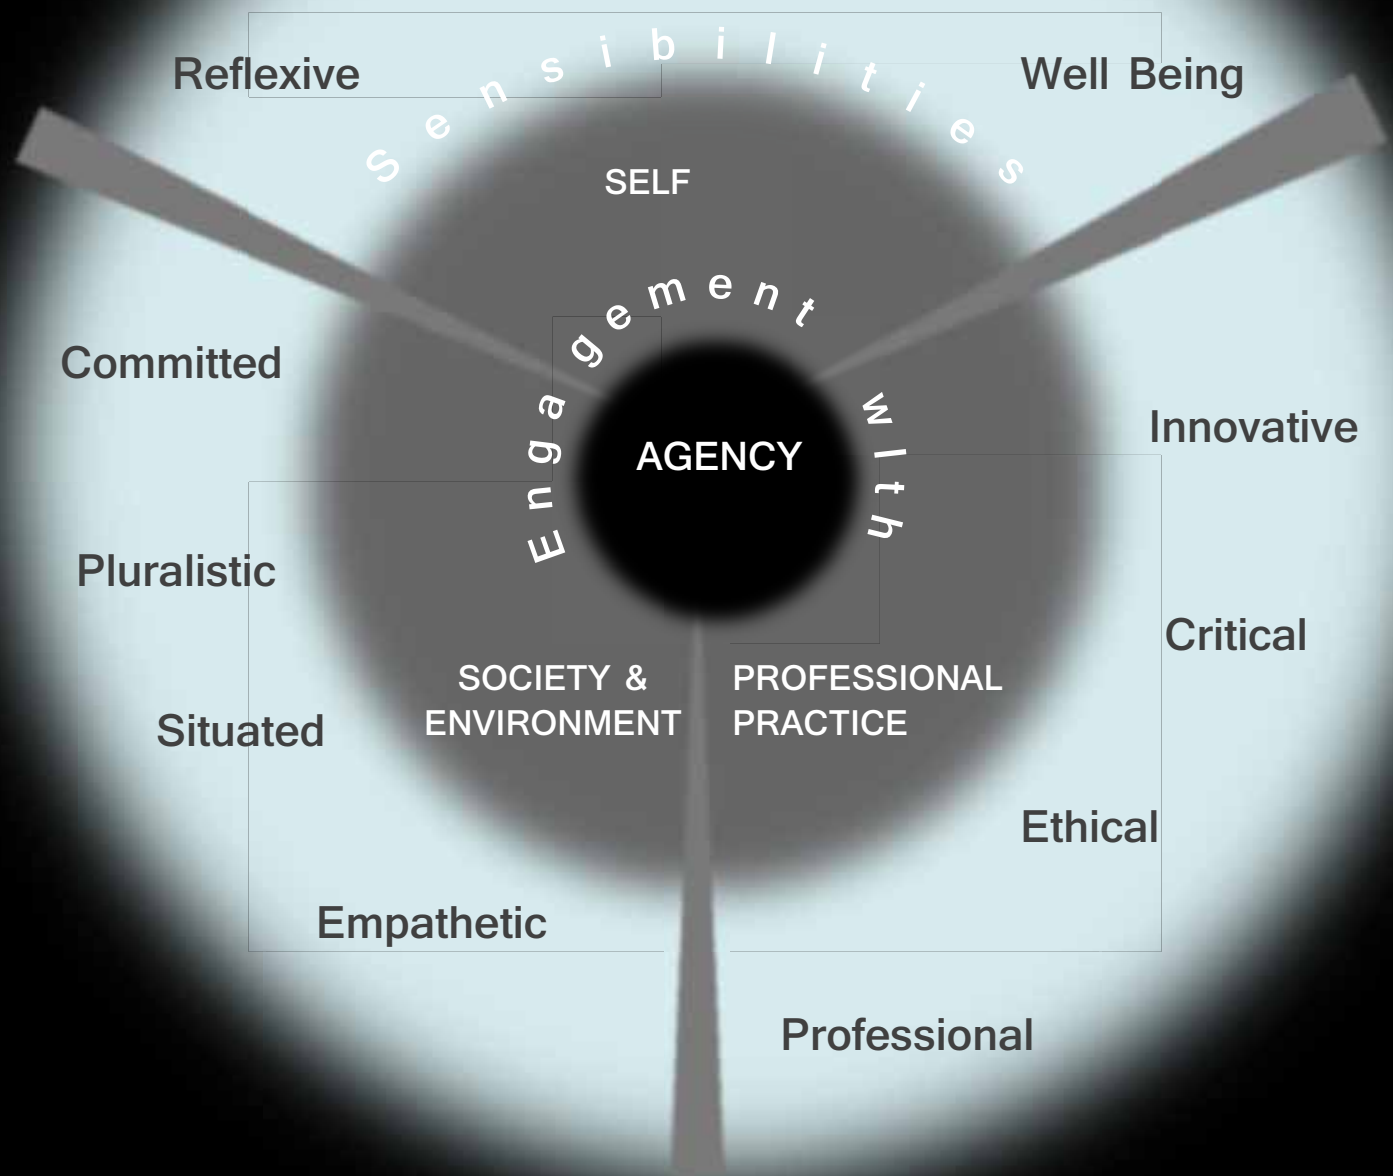 Sensibilities
Reflexive
Well Being
SELF
Engagement wIth
AGENCY
Committed
Innovative
Pluralistic
Critical
SOCIETY &
ENVIRONMENT
PROFESSIONAL
PRACTICE
Situated
Ethical
Empathetic
Professional